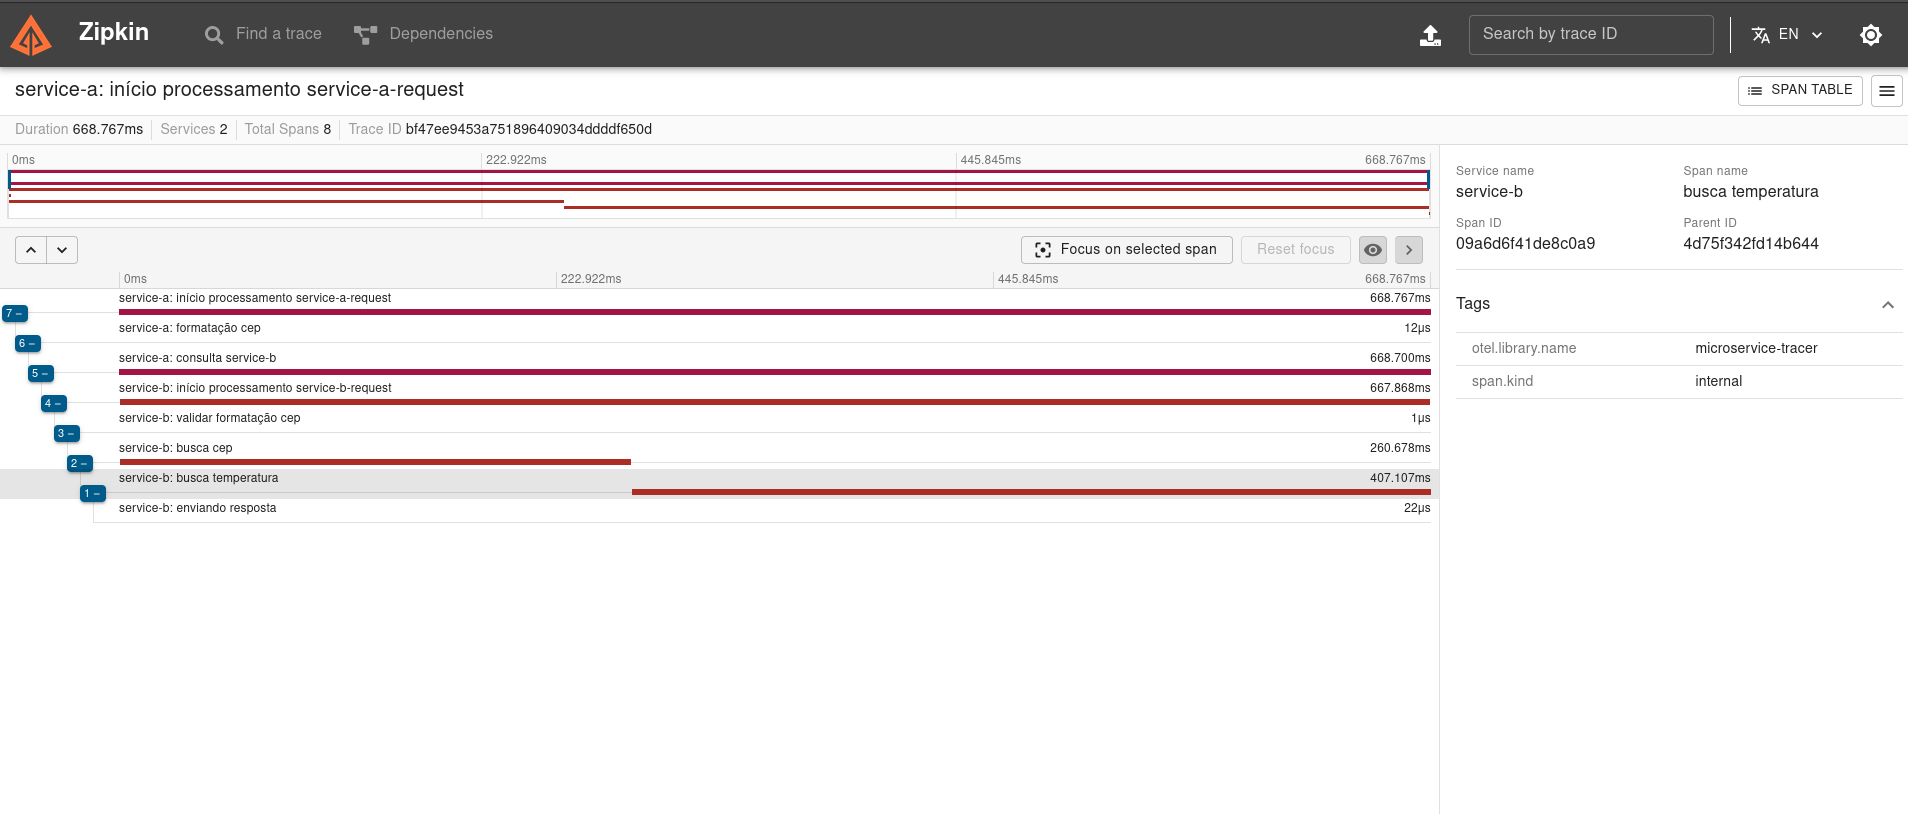 Zipkin
Find a trace
Dependencies
Search by trace ID
EN
service-a: início processamento service-a-request
SPAN TABLE
Duration 668.767ms Services 2 Total Spans 8 Trace ID bf47ee9453a751896409034ddddf650d
0ms 222.922ms 445.845ms 668.767ms
Focus on selected span
Reset focus
0ms 222.922ms 445.845ms 668.767ms
service-a: início processamento service-a-request 668.767ms
7 –
service-a: formatação cep 12μs
6 –
service-a: consulta service-b 668.700ms
5 –
service-b: início processamento service-b-request 667.868ms
4 –
service-b: validar formatação cep 1μs
3 –
service-b: busca cep 260.678ms
2 –
service-b: busca temperatura 407.107ms
1 –
service-b: enviando resposta 22μs
Service name Span name
service-b busca temperatura
Span ID Parent ID
09a6d6f41de8c0a9 4d75f342fd14b644
Tags
otel.library.name microservice-tracer
span.kind internal